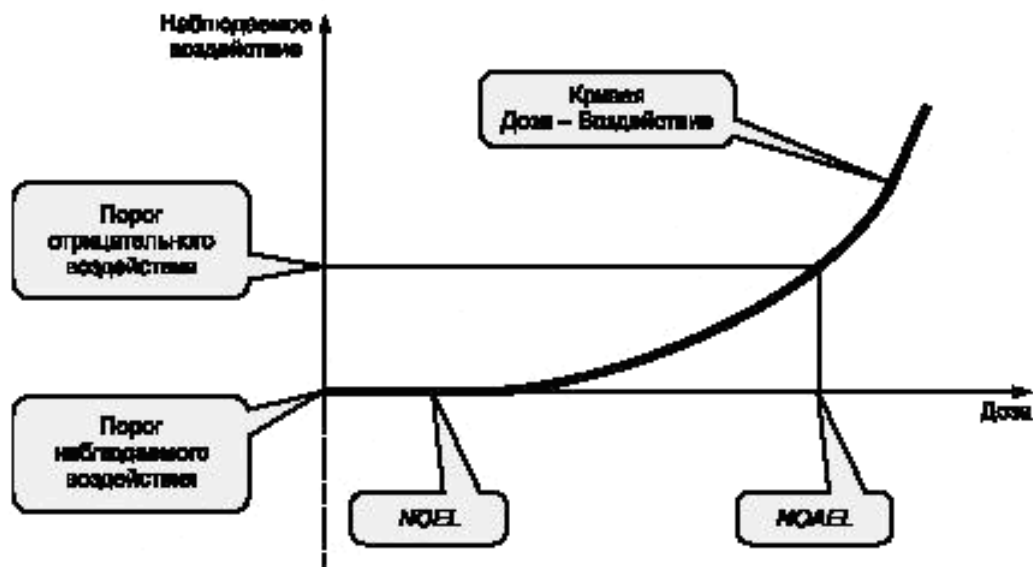 Наблюдаемое
воздействие
Кривая
Доза – Воздействие
Порог
отрицательного
воздействия
Порог
наблюдаемого
воздействия
Доза
NOEL
NOAEL